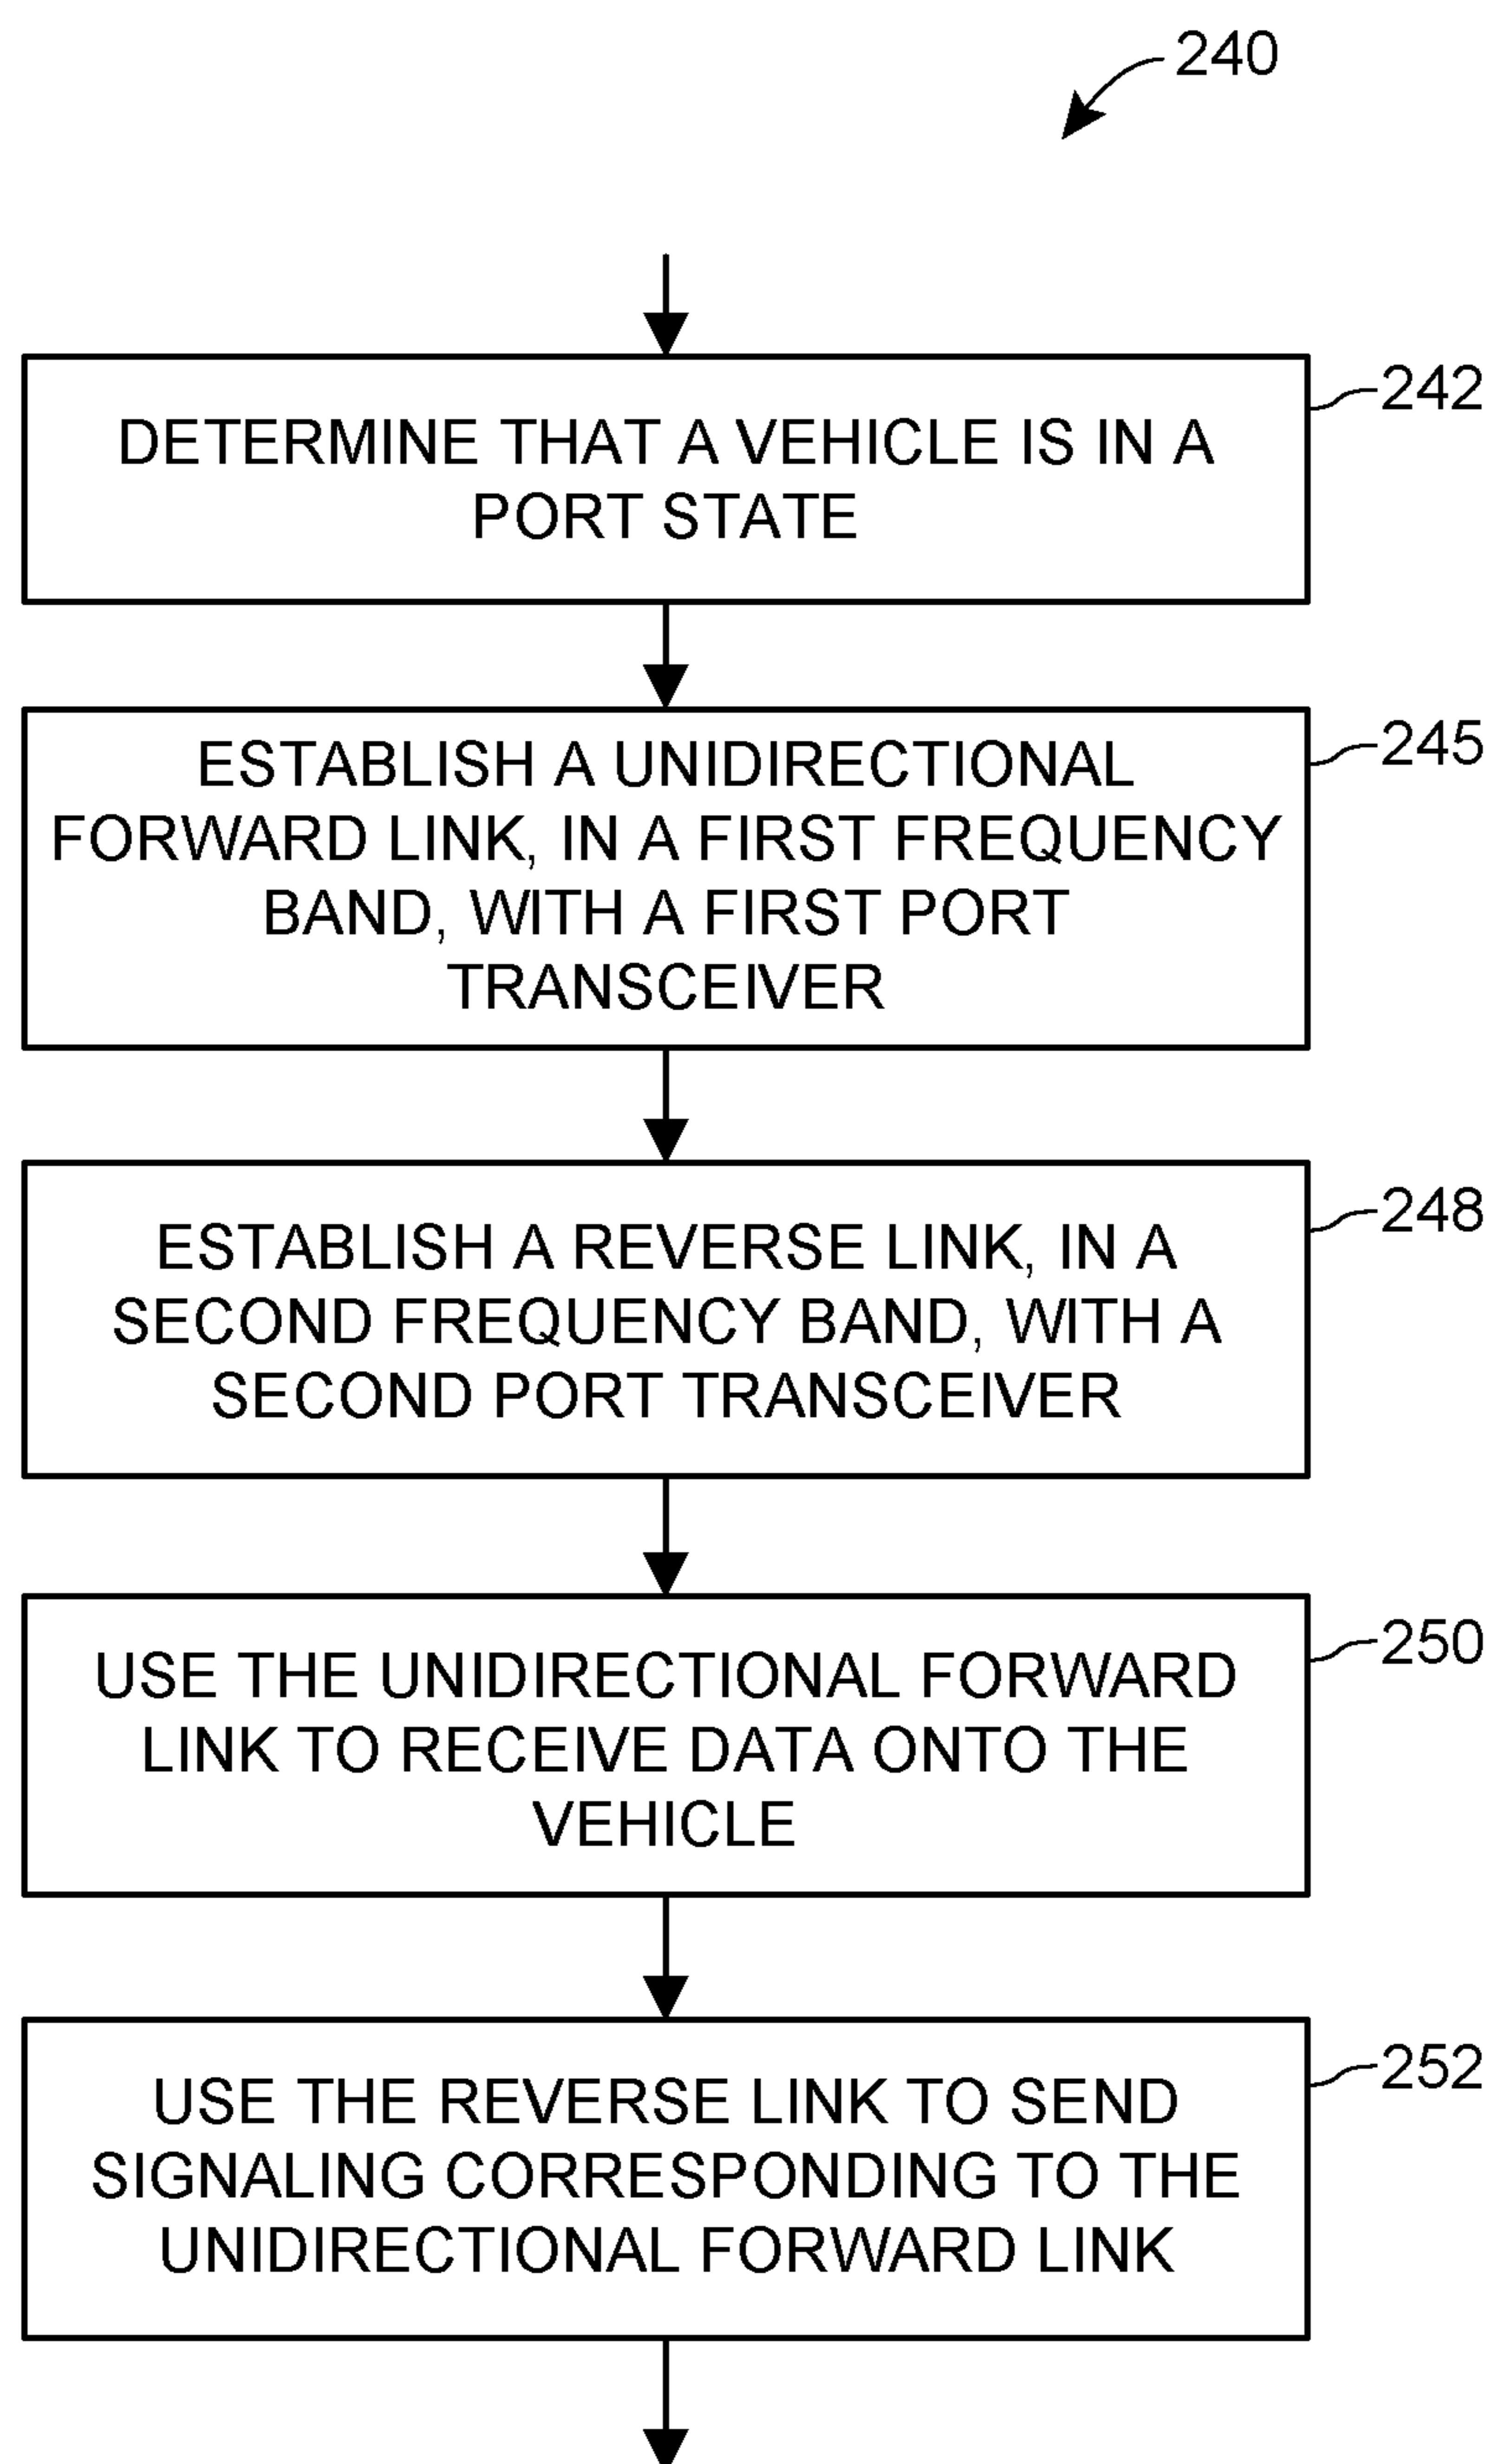 240
DETERMINE THAT A VEHICLE IS IN A
PORT STATE
242
ESTABLISH A UNIDIRECTIONAL
FORWARD LINK, IN A FIRST FREQUENCY
BAND, WITH A FIRST PORT
TRANSCEIVER
245
ESTABLISH A REVERSE LINK, IN A
SECOND FREQUENCY BAND, WITH A
SECOND PORT TRANSCEIVER
248
USE THE UNIDIRECTIONAL FORWARD
LINK TO RECEIVE DATA ONTO THE
VEHICLE
250
USE THE REVERSE LINK TO SEND
SIGNALING CORRESPONDING TO THE
UNIDIRECTIONAL FORWARD LINK
252